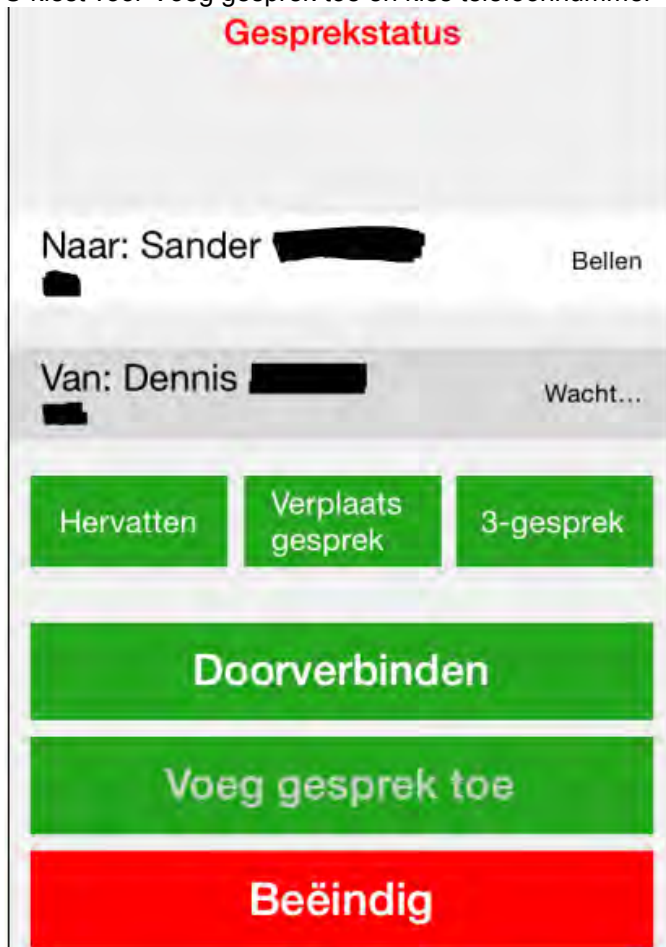 Gesprekstatus
Naar: Sander
Bellen
Van: Dennis
Wacht...
Hervatten
Verplaats
gesprek
3-gesprek
Doorverbinden
Voeg gesprek toe
Beëindig